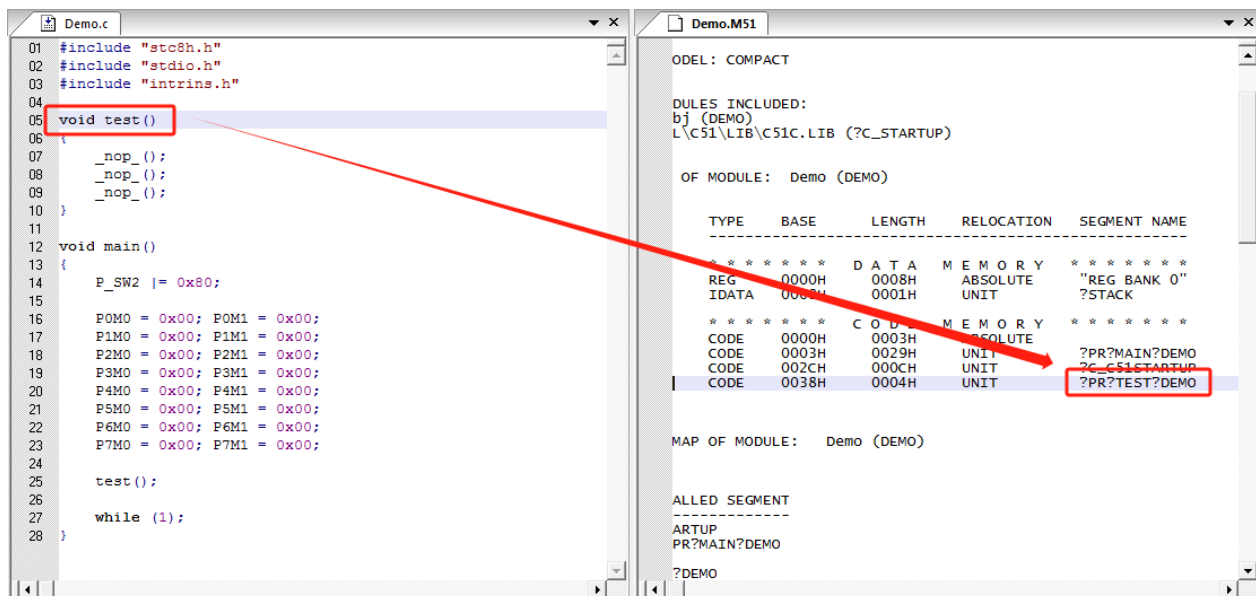 Demo.c
01 #include "stc8h.h"
02 #include "stdio.h"
03 #include "intrins.h"
04
05 void test()
06 {
07 _nop_();
08 _nop_();
09 _nop_();
10 }
11
12 void main()
13 {
14 P_SW2 |= 0x80;
15
16 P0M0 = 0x00; P0M1 = 0x00;
17 P1M0 = 0x00; P1M1 = 0x00;
18 P2M0 = 0x00; P2M1 = 0x00;
19 P3M0 = 0x00; P3M1 = 0x00;
20 P4M0 = 0x00; P4M1 = 0x00;
21 P5M0 = 0x00; P5M1 = 0x00;
22 P6M0 = 0x00; P6M1 = 0x00;
23 P7M0 = 0x00; P7M1 = 0x00;
24
25 test();
26
27 while (1);
28 }
Demo.M51
ODEL: COMPACT
DULES INCLUDED:
bj (DEMO)
L\C51\LIB\C51C.LIB (?C_STARTUP)
OF MODULE: Demo (DEMO)
TYPE BASE LENGTH RELOCATION SEGMENT NAME
-----------------------------------------------------
* * * * * * * D A T A M E M O R Y * * * * * * *
REG 0000H 0008H ABSOLUTE "REG BANK 0"
IDATA 0008H 0001H UNIT ?STACK
* * * * * * * C O D E M E M O R Y * * * * * * *
CODE 0000H 0003H ABSOLUTE
CODE 0003H 0029H UNIT ?PR?MAIN?DEMO
CODE 002CH 000CH UNIT ?C_C51STARTUP
CODE 0038H 0004H UNIT ?PR?TEST?DEMO
MAP OF MODULE: Demo (DEMO)
ALLED SEGMENT
-------------
ARTUP
PR?MAIN?DEMO
?DEMO